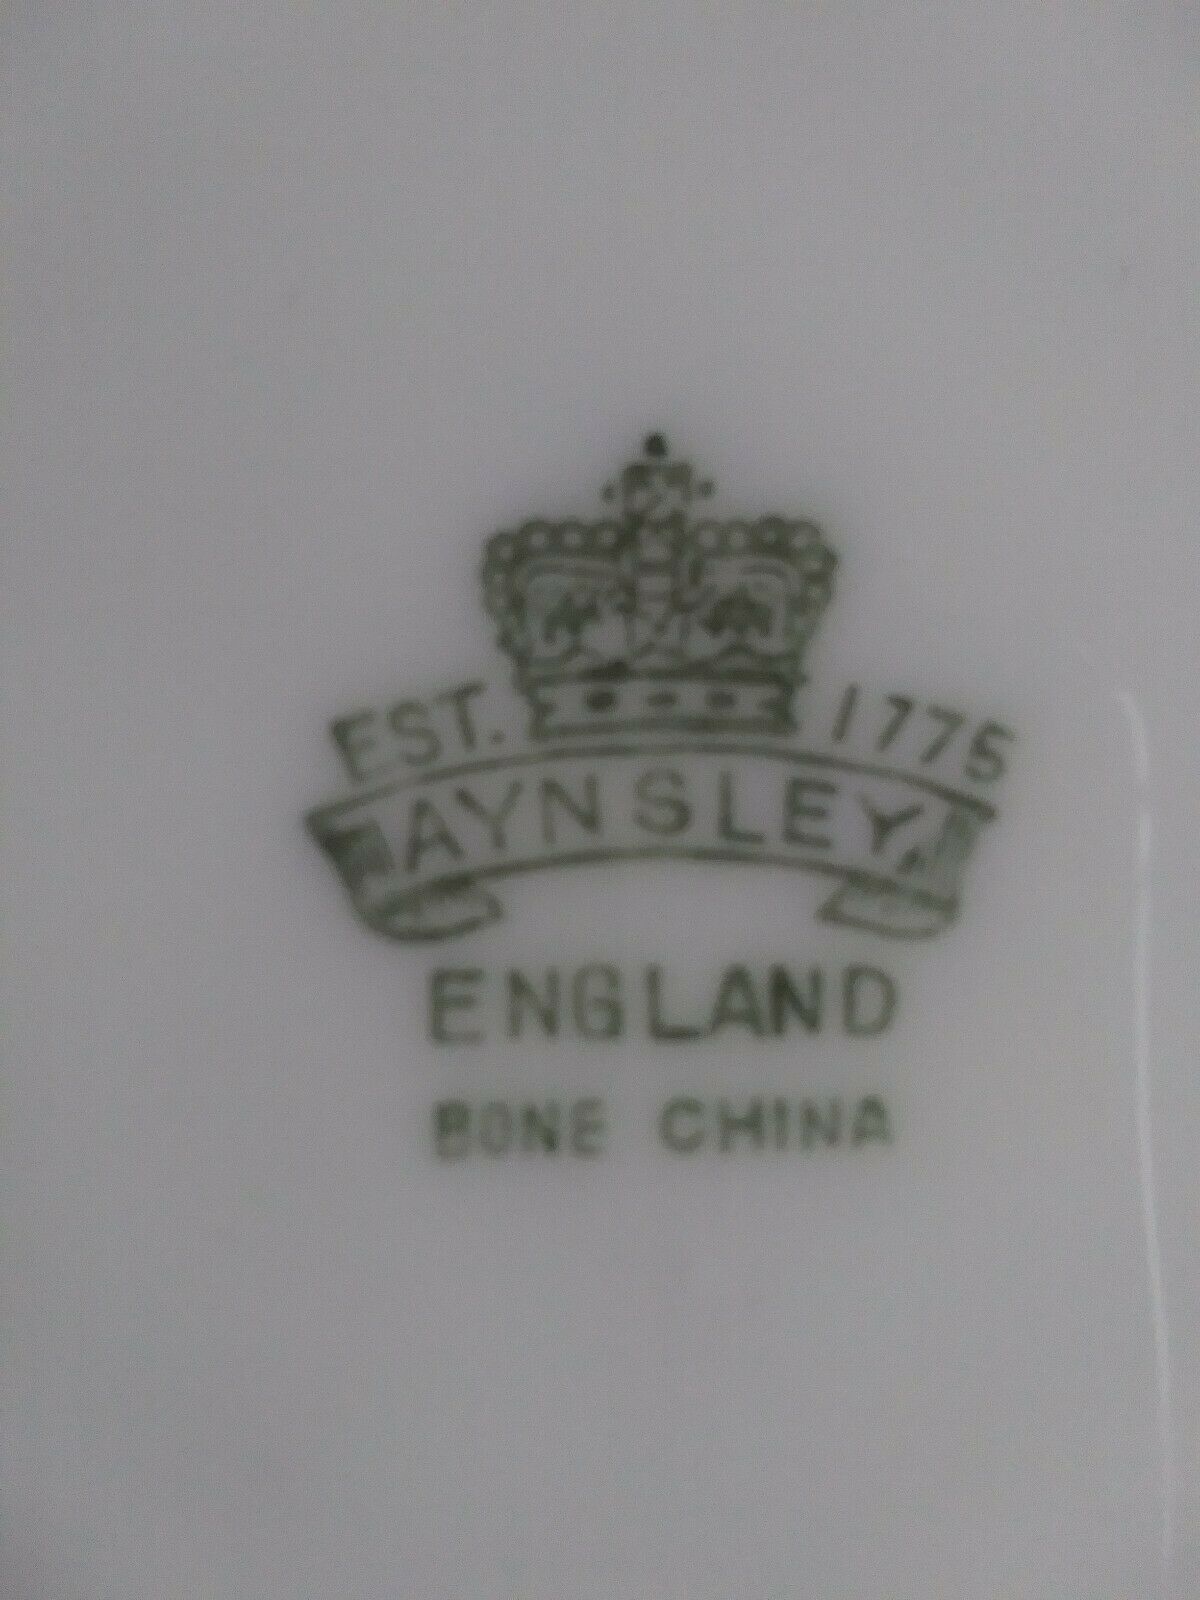 EST. 1775
AYNSLEY
ENGLAND
BONE CHINA